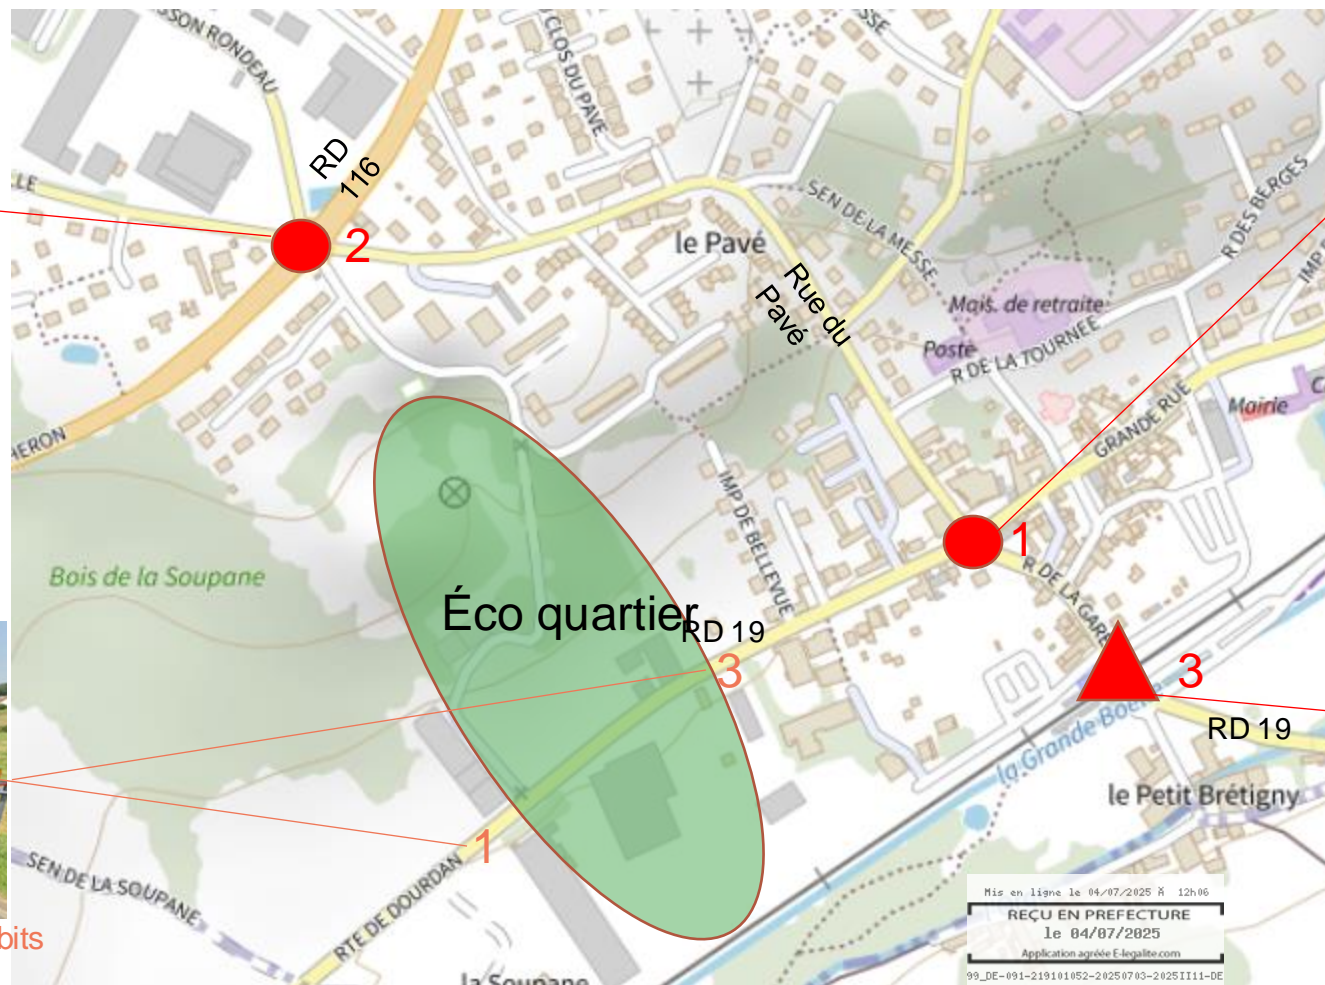 SSON RONDEAU
CLOS DU PAVE
SSE
RD
116
LE
2
le Pavé
SEN DE LA MESSE
R DES BERGES
Rue du
Pavé
Mais. de retraite
Poste
R DE LA TOURNEE
IMP
HERON
GRANDE RUE
Mairie
C
IMP DE BELLEVUE
1
R DE LA GARE
Bois de la Soupane
Éco quartier
RD 19
3
3
la Grande Boëlle
RD 19
le Petit Brétigny
1
SEN DE LA SOUPANE
RTE DE DOURDAN
bits
la Soupane
Mis en ligne le 04/07/2025 À 12h06
REÇU EN PREFECTURE
le 04/07/2025
Application agréée E-legalite.com
99_DE-091-219101052-20250703-2025II11-DE